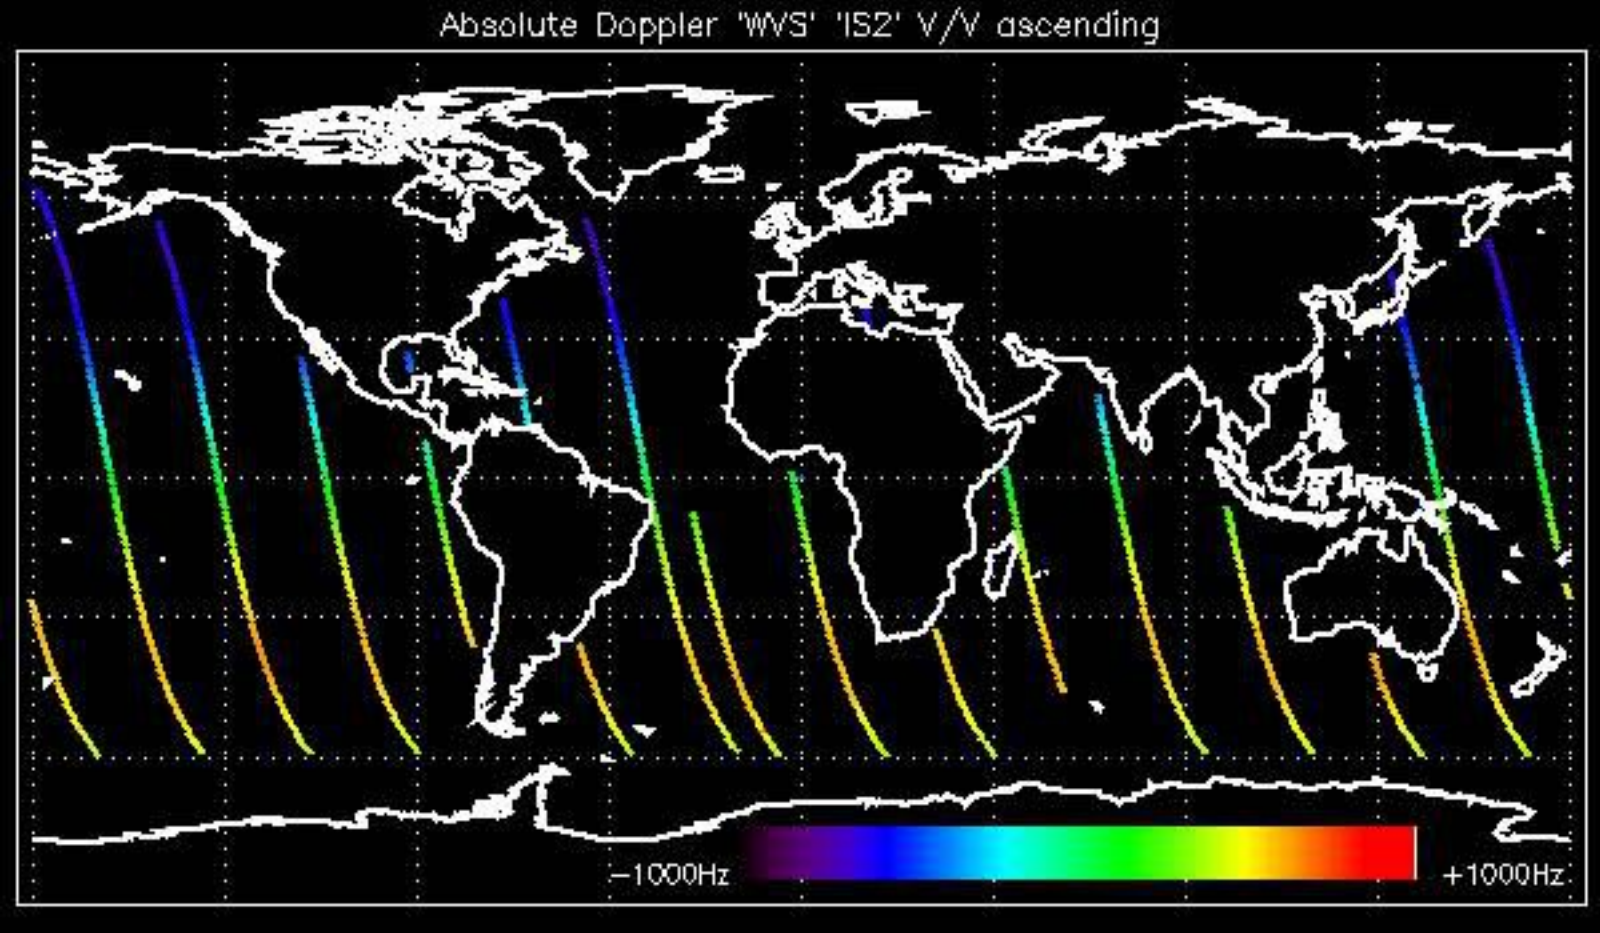 Absolute Doppler 'WVS' 'IS2' V/V ascending
−1000Hz +1000Hz